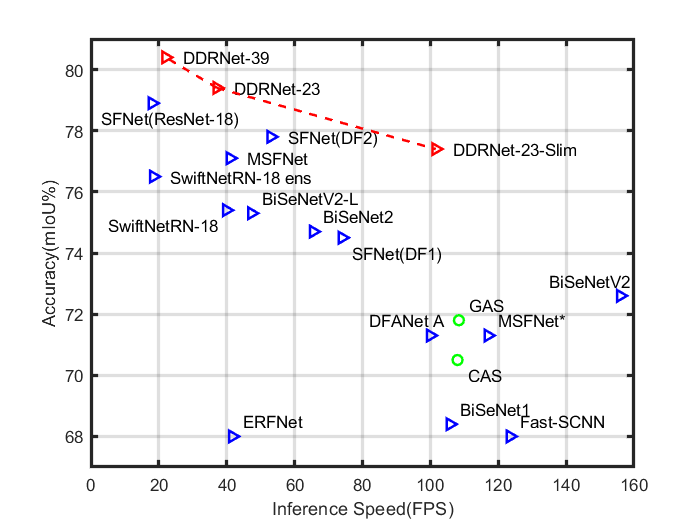 80
DDRNet-39
DDRNet-23
SFNet(ResNet-18)
78
SFNet(DF2)
DDRNet-23-Slim
MSFNet
76
SwiftNetRN-18 ens
BiSeNetV2-L
SwiftNetRN-18
BiSeNet2
74
SFNet(DF1)
BiSeNetV2
72
GAS
DFANet A
MSFNet*
70
CAS
BiSeNet1
Fast-SCNN
68
ERFNet
0
20
40
60
80
100
120
140
160
Inference Speed(FPS)
Accuracy(mIoU%)